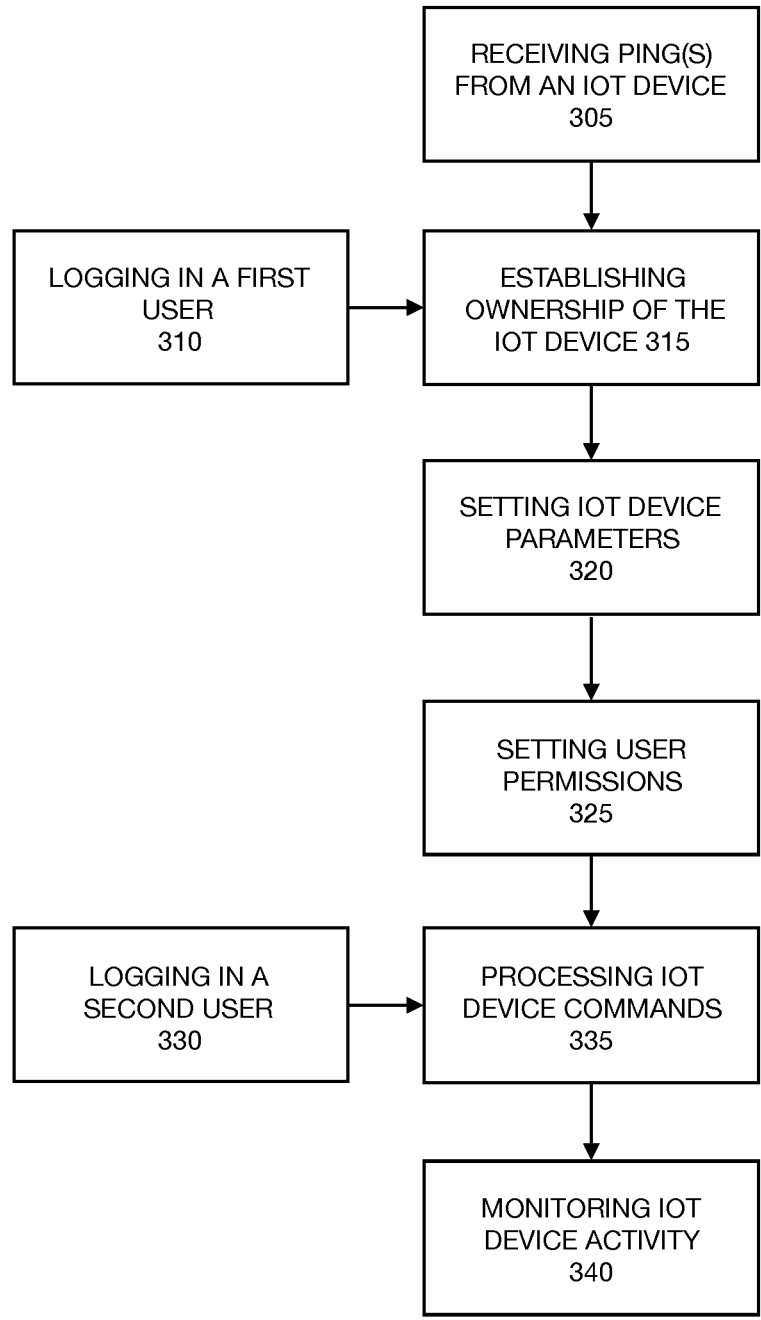 RECEIVING PING(S)
FROM AN IOT DEVICE
305
LOGGING IN A FIRST
USER
310
ESTABLISHING
OWNERSHIP OF THE
IOT DEVICE 315
SETTING IOT DEVICE
PARAMETERS
320
SETTING USER
PERMISSIONS
325
LOGGING IN A
SECOND USER
330
PROCESSING IOT
DEVICE COMMANDS
335
MONITORING IOT
DEVICE ACTIVITY
340